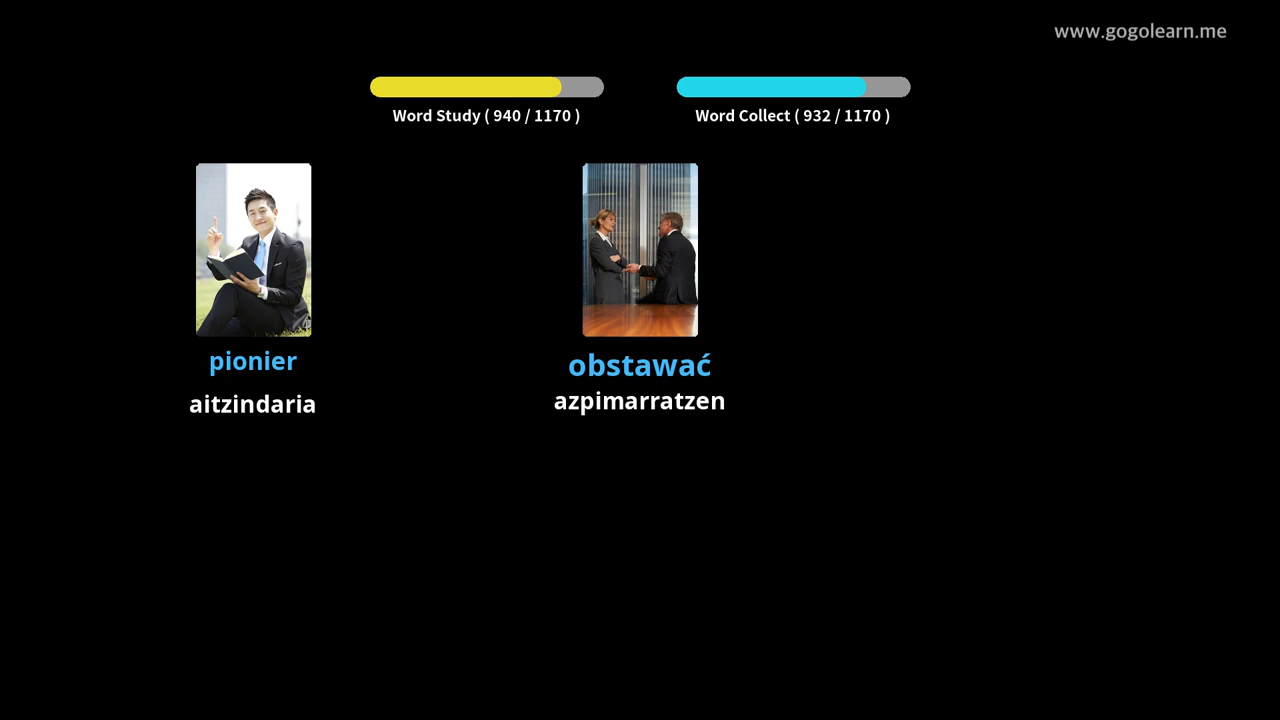 www.gogolearn.me
Word Study ( 940 / 1170 )
Word Collect ( 932 / 1170 )
pionier
aitzindaria
obstawać
azpimarratzen